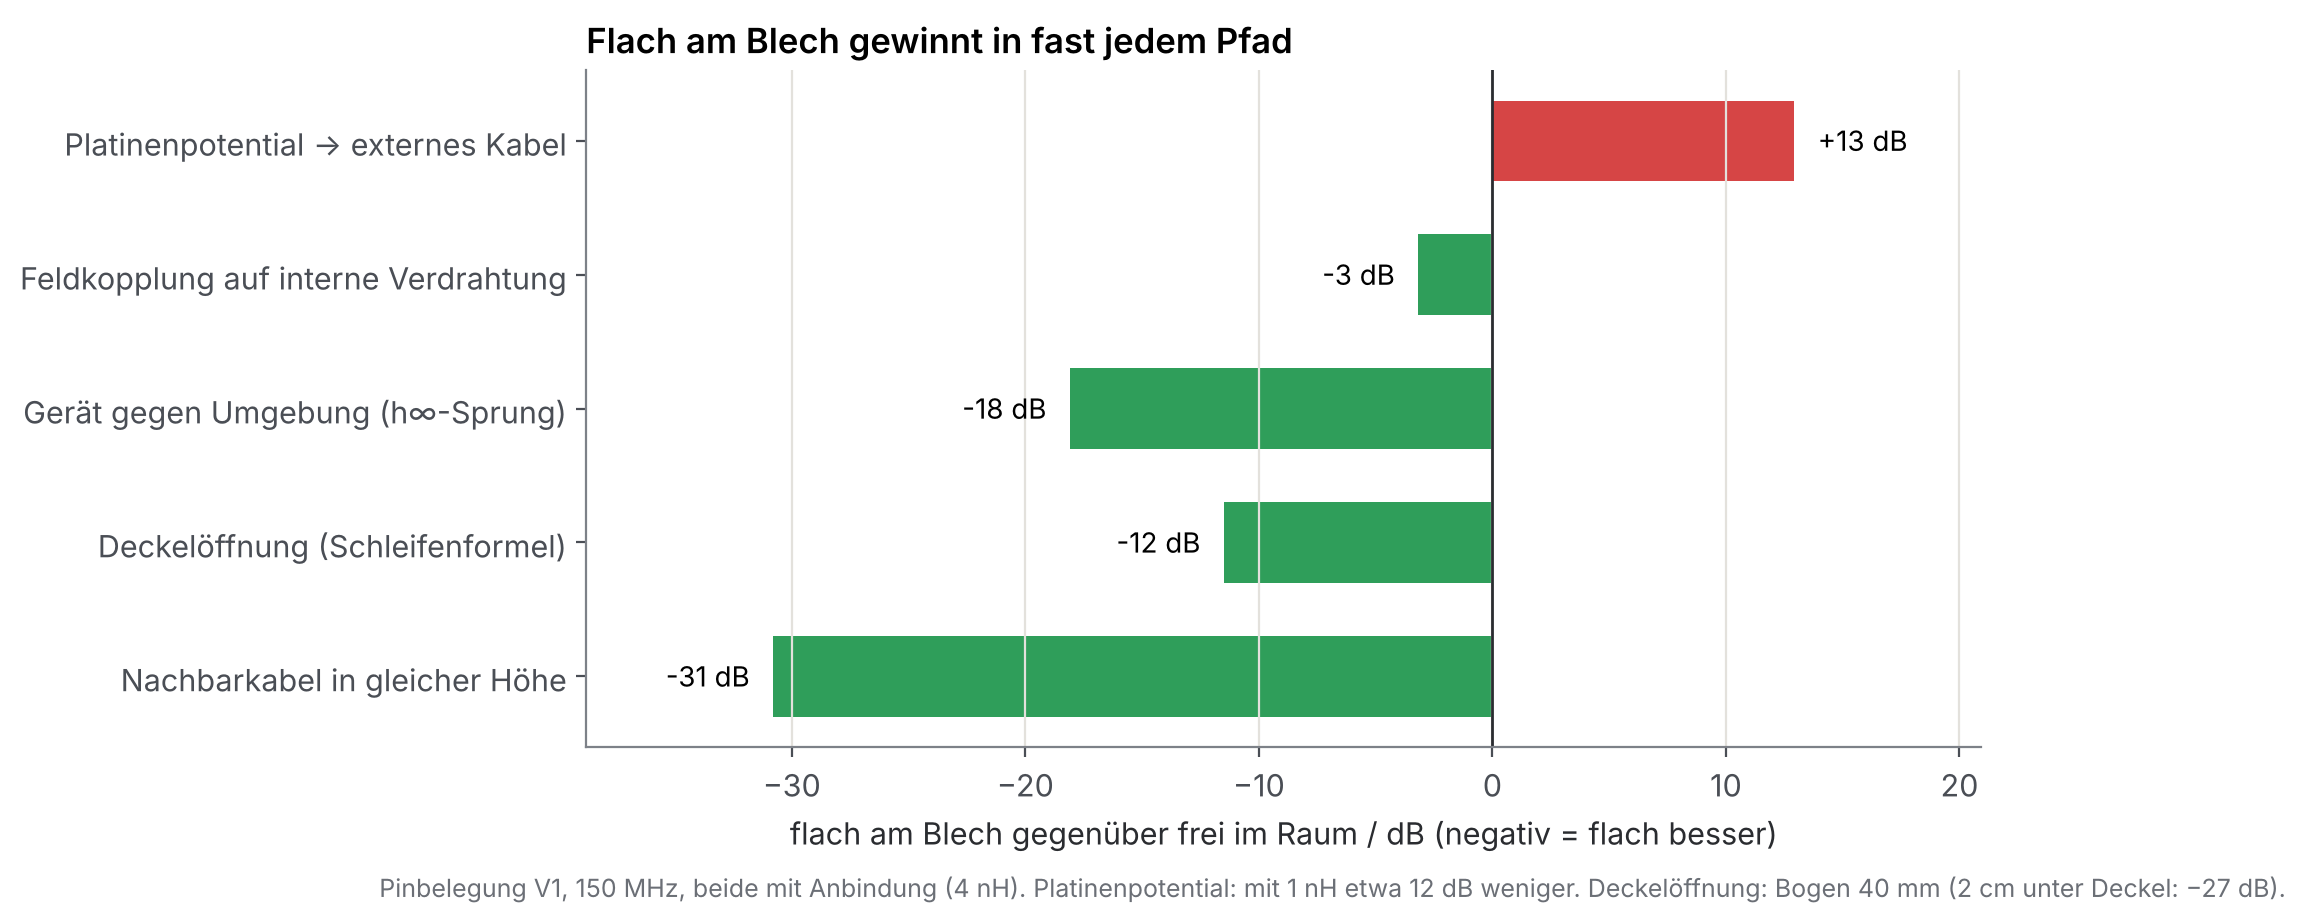 Flach am Blech gewinnt in fast jedem Pfad
Platinenpotential → externes Kabel
+13 dB
Feldkopplung auf interne Verdrahtung
-3 dB
Gerät gegen Umgebung (h∞-Sprung)
-18 dB
Deckelöffnung (Schleifenformel)
-12 dB
Nachbarkabel in gleicher Höhe
-31 dB
−30 −20 −10 0 10 20
flach am Blech gegenüber frei im Raum / dB (negativ = flach besser)
Pinbelegung V1, 150 MHz, beide mit Anbindung (4 nH). Platinenpotential: mit 1 nH etwa 12 dB weniger. Deckelöffnung: Bogen 40 mm (2 cm unter Deckel: −27 dB).